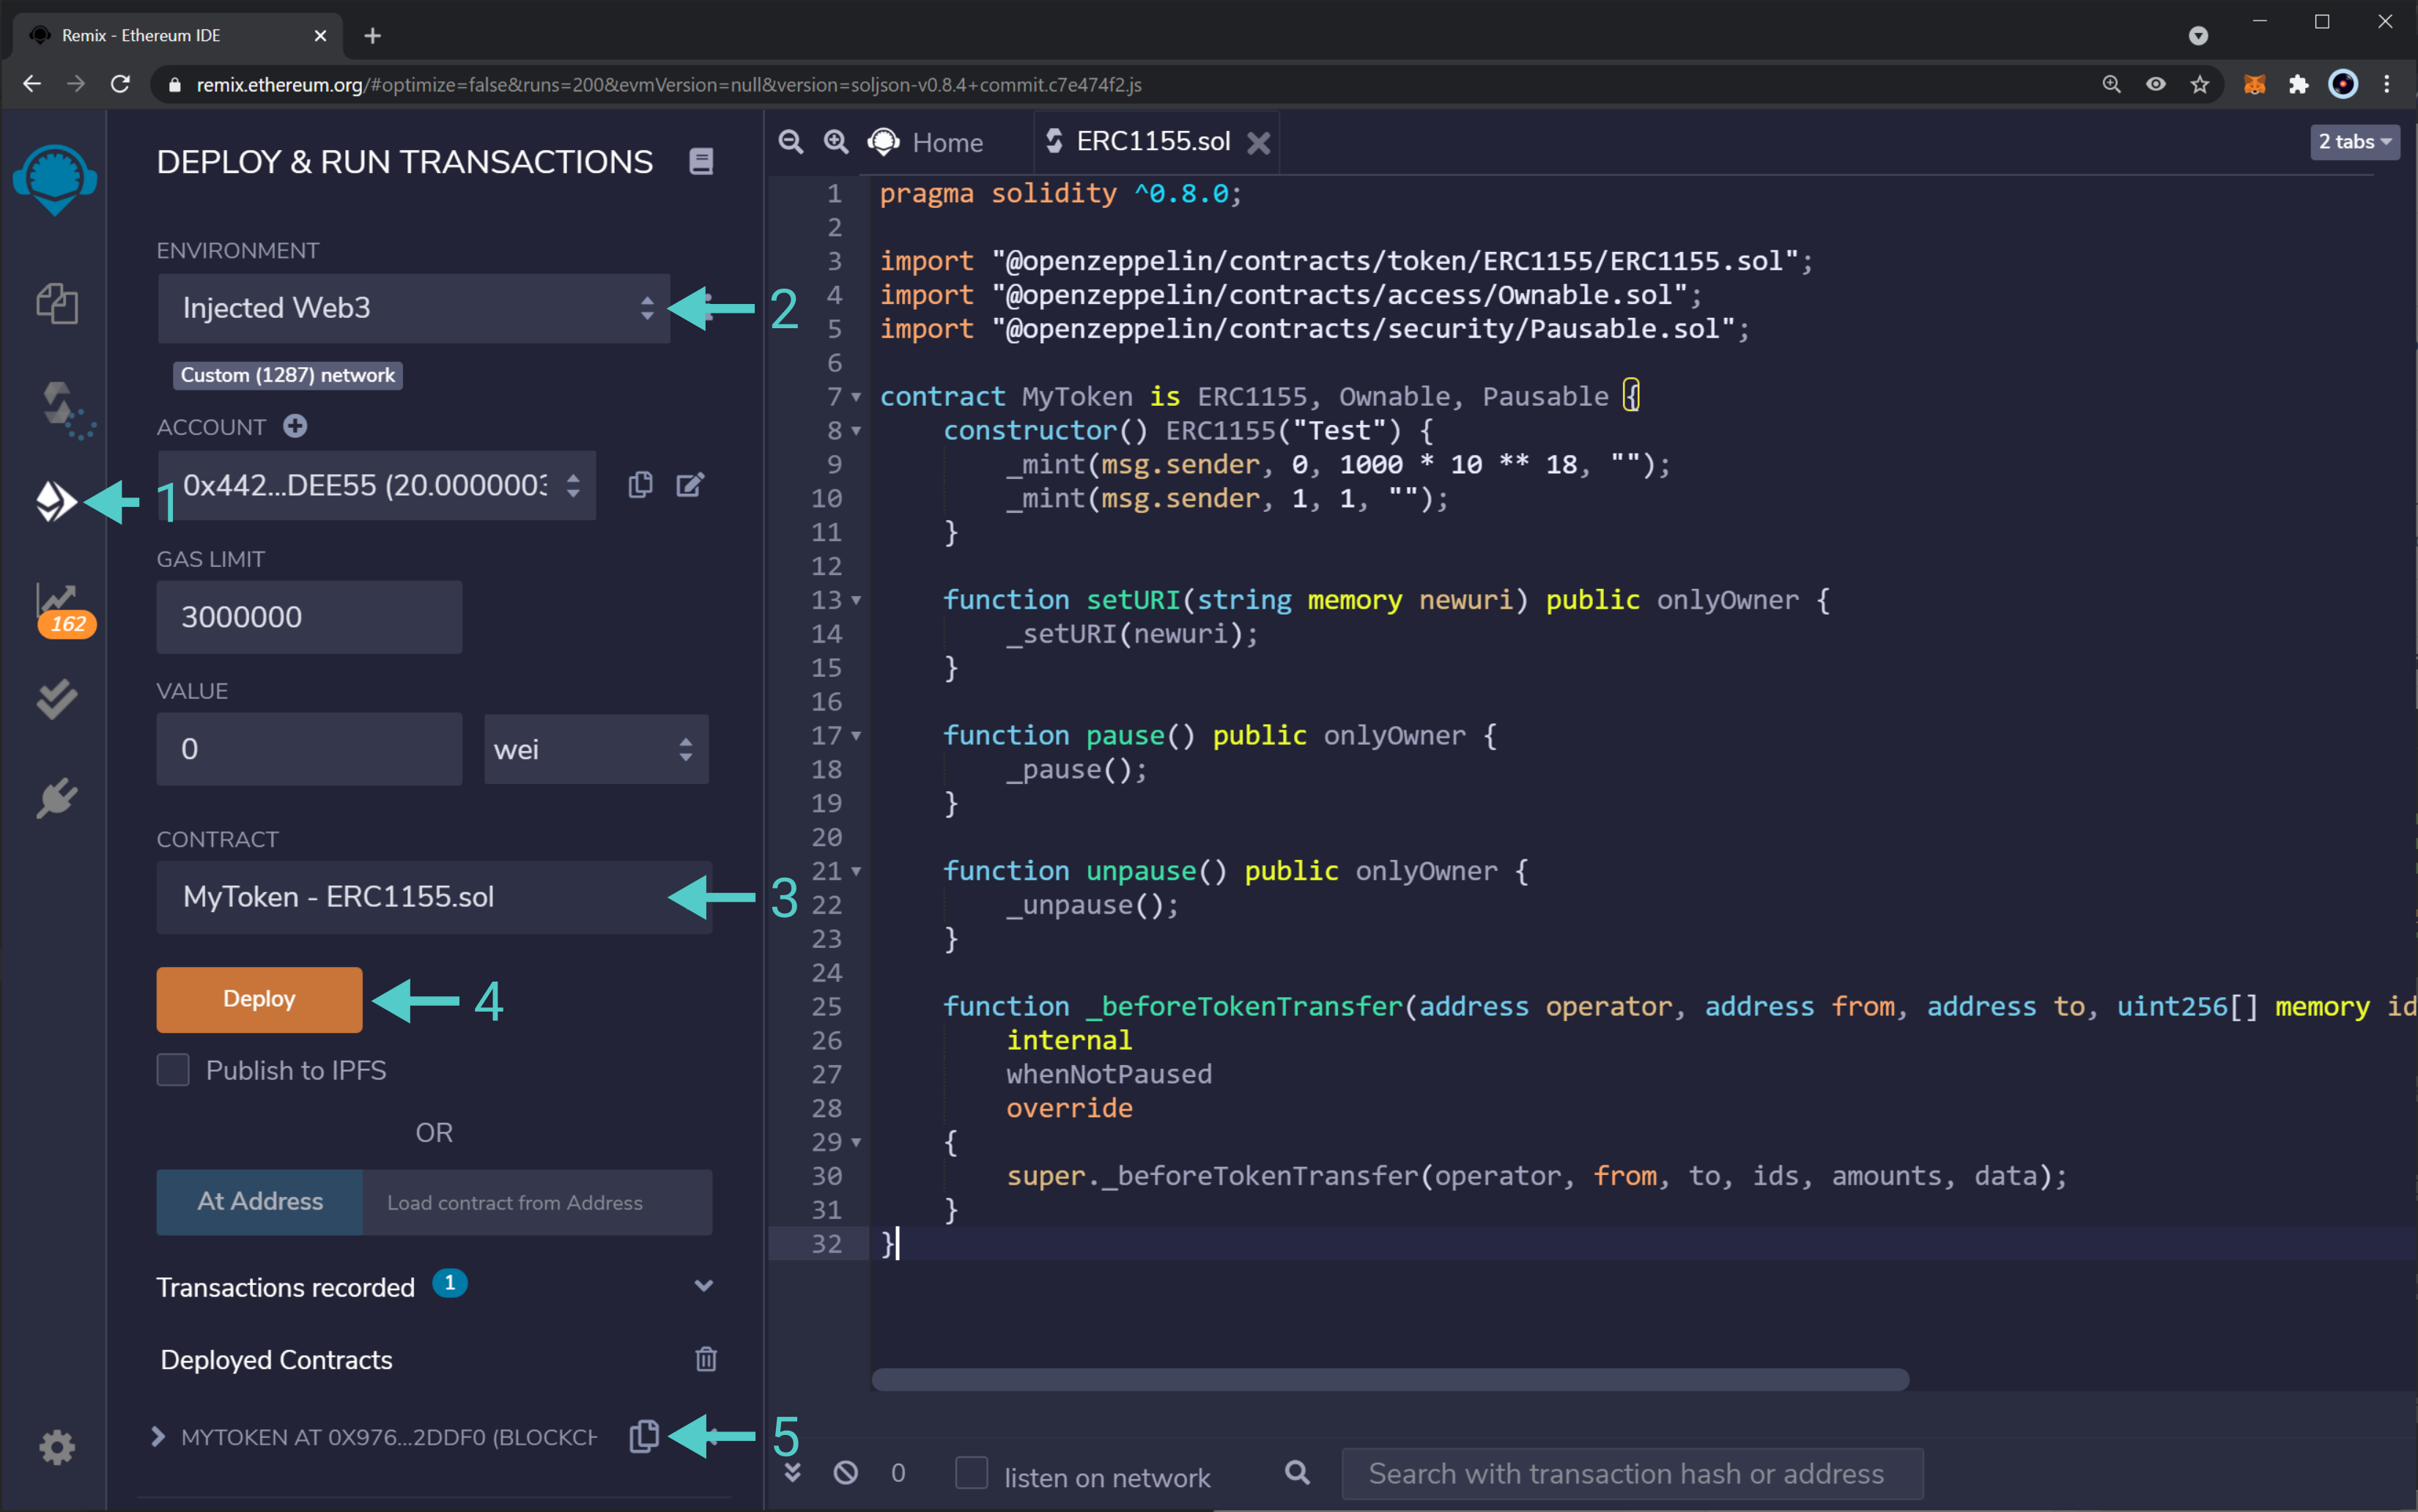 Remix - Ethereum IDE
remix.ethereum.org/#optimize=false&runs=200&evmVersion=null&version=soljson-v0.8.4+commit.c7e474f2.js
DEPLOY & RUN TRANSACTIONS
ENVIRONMENT
Injected Web3
2
Custom (1287) network
ACCOUNT
1
0x442...DEE55 (20.0000003
GAS LIMIT
3000000
162
VALUE
0
wei
CONTRACT
MyToken - ERC1155.sol
3
Deploy
4
Publish to IPFS
OR
At Address
Load contract from Address
Transactions recorded 1
Deployed Contracts
MYTOKEN AT 0X976...2DDF0 (BLOCKCH
5
Home
ERC1155.sol
2 tabs
1 pragma solidity ^0.8.0;
2
3 import "@openzeppelin/contracts/token/ERC1155/ERC1155.sol";
4 import "@openzeppelin/contracts/access/Ownable.sol";
5 import "@openzeppelin/contracts/security/Pausable.sol";
6
7 contract MyToken is ERC1155, Ownable, Pausable {
8 constructor() ERC1155("Test") {
9 _mint(msg.sender, 0, 1000 * 10 ** 18, "");
10 _mint(msg.sender, 1, 1, "");
11 }
12
13 function setURI(string memory newuri) public onlyOwner {
14 _setURI(newuri);
15 }
16
17 function pause() public onlyOwner {
18 _pause();
19 }
20
21 function unpause() public onlyOwner {
22 _unpause();
23 }
24
25 function _beforeTokenTransfer(address operator, address from, address to, uint256[] memory id
26 internal
27 whenNotPaused
28 override
29 {
30 super._beforeTokenTransfer(operator, from, to, ids, amounts, data);
31 }
32 }
0
listen on network
Search with transaction hash or address